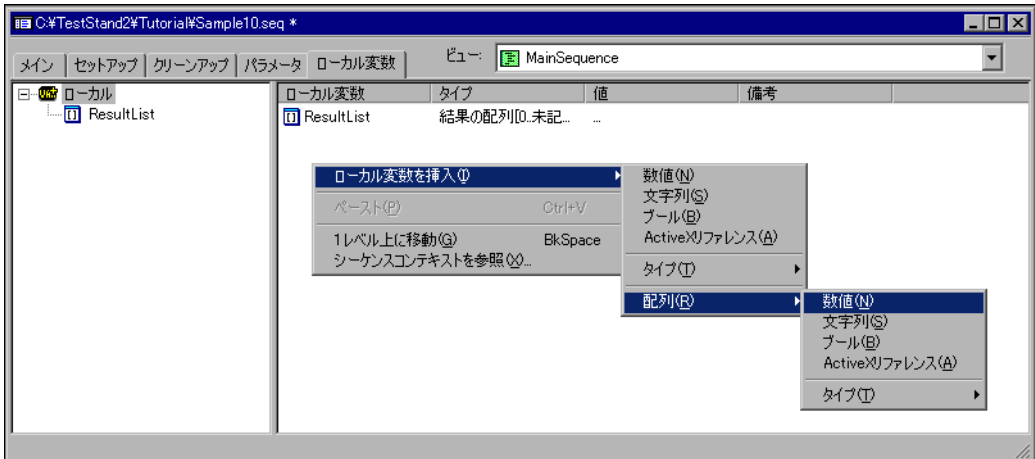 C:¥TestStand2¥Tutorial¥Sample10.seq *
メイン セットアップ クリーンアップ パラメータ ローカル変数 ビュー: MainSequence
ローカル
ResultList
ローカル変数 タイプ 値 備考
ResultList 結果の配列[0..未記... ...
ローカル変数を挿入(I)
ペースト(P) Ctrl+V
1レベル上に移動(G) BkSpace
シーケンスコンテキストを参照(X)...
数値(N)
文字列(S)
ブール(B)
ActiveXリファレンス(A)
タイプ(T)
配列(R)
数値(N)
文字列(S)
ブール(B)
ActiveXリファレンス(A)
タイプ(T)